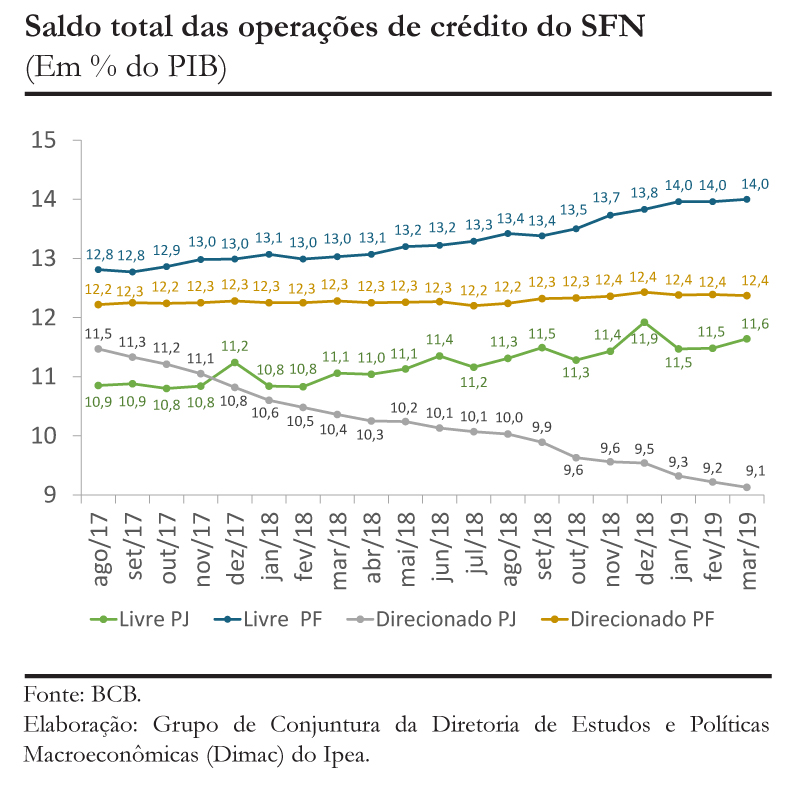 Saldo total das operações de crédito do SFN
(Em % do PIB)
15
14
13
12
11
10
9
12,8 12,8 12,9 13,0 13,0 13,1 13,0 13,0 13,1 13,2 13,2 13,3 13,4 13,4 13,5 13,7 13,8 14,0 14,0 14,0
12,2 12,3 12,2 12,3 12,3 12,3 12,3 12,3 12,3 12,3 12,3 12,2 12,2 12,3 12,3 12,4 12,4 12,4 12,4 12,4
11,5 11,3 11,2 11,1 10,8 10,6 10,5 10,4 10,3 10,2 10,1 10,1 10,0 9,9 9,6 9,6 9,5 9,3 9,2 9,1
10,9 10,9 10,8 10,8 11,2 10,8 10,8 11,1 11,0 11,1 11,4 11,2 11,3 11,5 11,3 11,4 11,9 11,5 11,5 11,6
ago/17 set/17 out/17 nov/17 dez/17 jan/18 fev/18 mar/18 abr/18 mai/18 jun/18 jul/18 ago/18 set/18 out/18 nov/18 dez/18 jan/19 fev/19 mar/19
Livre PJ Livre PF Direcionado PJ Direcionado PF
Fonte: BCB.
Elaboração: Grupo de Conjuntura da Diretoria de Estudos e Políticas
Macroeconômicas (Dimac) do Ipea.